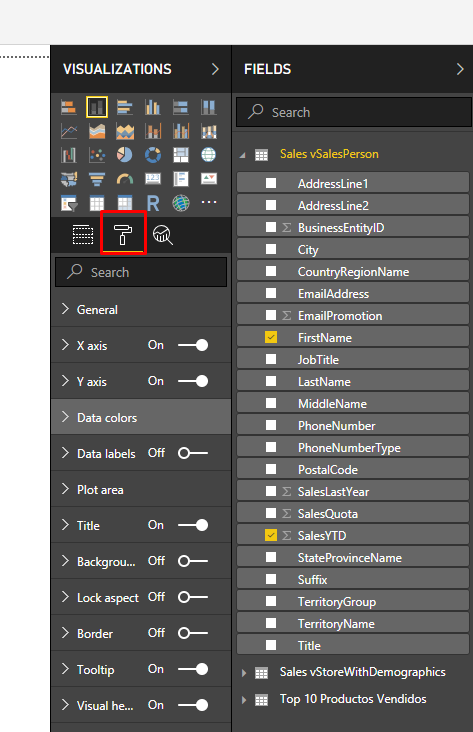 VISUALIZATIONS
Search
General
X axis On
Y axis On
Data colors
Data labels Off
Plot area
Title On
Backgrou... Off
Lock aspect Off
Border Off
Tooltip On
Visual he... On
FIELDS
Search
Sales vSalesPerson
AddressLine1
AddressLine2
Σ BusinessEntityID
City
CountryRegionName
EmailAddress
Σ EmailPromotion
FirstName
JobTitle
LastName
MiddleName
PhoneNumber
PhoneNumberType
PostalCode
Σ SalesLastYear
Σ SalesQuota
Σ SalesYTD
StateProvinceName
Suffix
TerritoryGroup
TerritoryName
Title
Sales vStoreWithDemographics
Top 10 Productos Vendidos